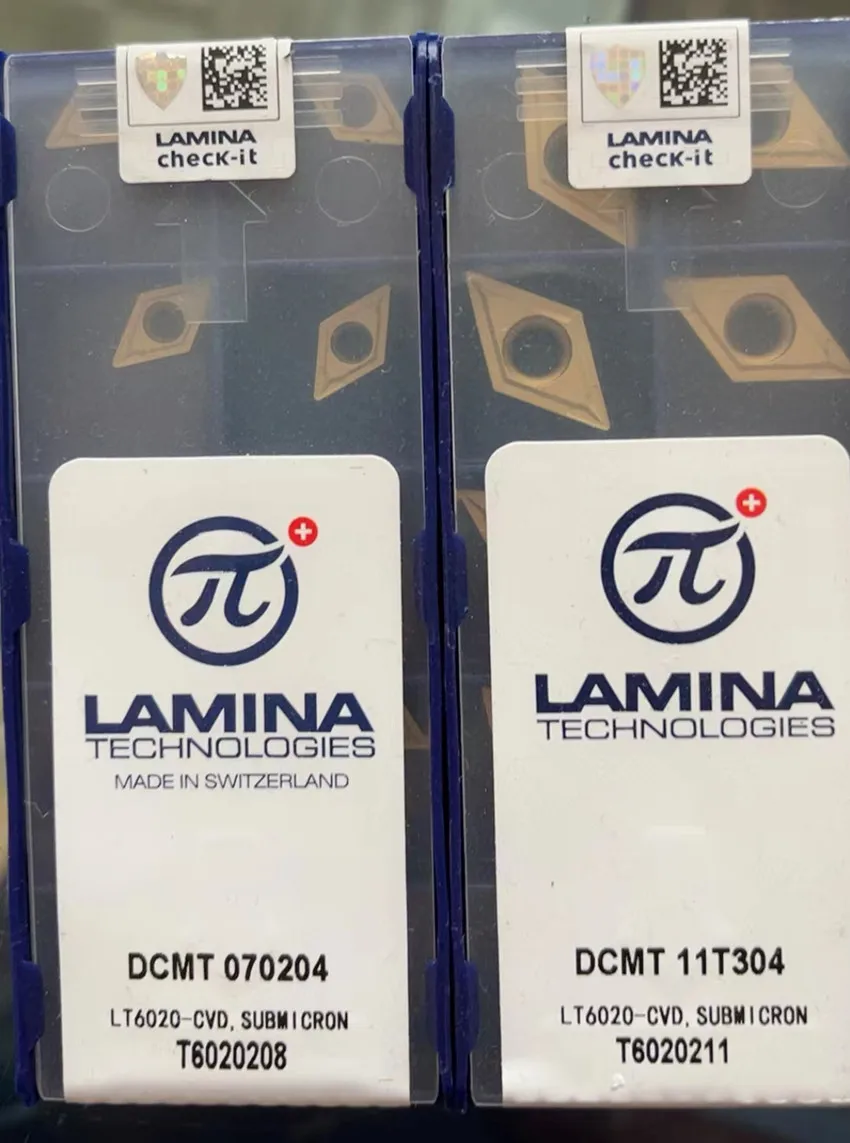 LAMINA
checK-it
π
LAMINA
TECHNOLOGIES
MADE IN SWITZERLAND
DCMT 070204
LT6020-CVD, SUBMICRON
T6020208
LAMINA
checK-it
π
LAMINA
TECHNOLOGIES
DCMT 11T304
LT6020-CVD, SUBMICRON
T6020211